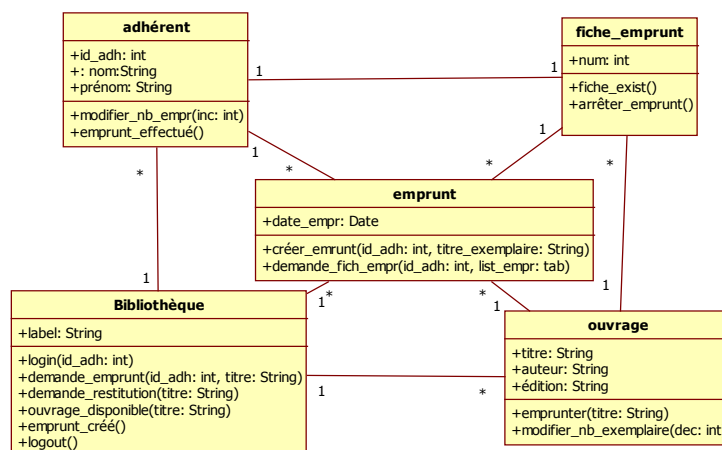 adhérent
+id_adh: int
+: nom:String
+prénom: String
+modifier_nb_empr(inc: int)
+emprunt_effectué()
fiche_emprunt
+num: int
+fiche_exist()
+arrêter_emprunt()
1
1
1
*
1
*
*
1
*
1
emprunt
+date_empr: Date
+créer_emrunt(id_adh: int, titre_exemplaire: String)
+demande_fich_empr(id_adh: int, list_empr: tab)
1
*
*
1
Bibliothèque
+label: String
+login(id_adh: int)
+demande_emprunt(id_adh: int, titre: String)
+demande_restitution(titre: String)
+ouvrage_disponible(titre: String)
+emprunt_créé()
+logout()
1
*
ouvrage
+titre: String
+auteur: String
+édition: String
+emprunter(titre: String)
+modifier_nb_exemplaire(dec: int